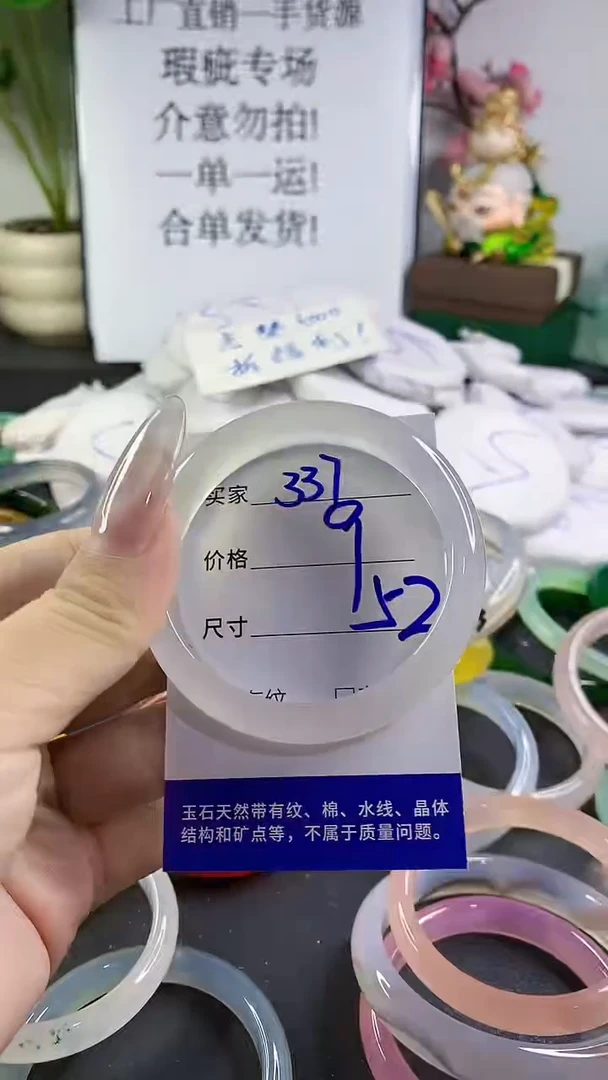 工厂直销一手货源
瑕疵专场
介意勿拍!
一单一运!
合单发货!
买家 337
价格 9
尺寸 52
玉石天然带有纹、棉、水线、晶体
结构和矿点等，不属于质量问题。